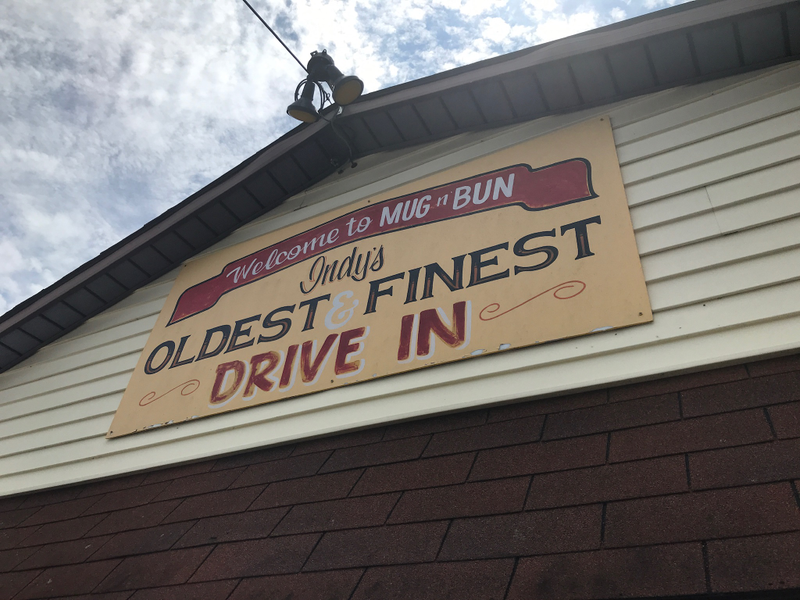 Welcome to MUG 'n' BUN
Indy's
OLDEST & FINEST
DRIVE IN